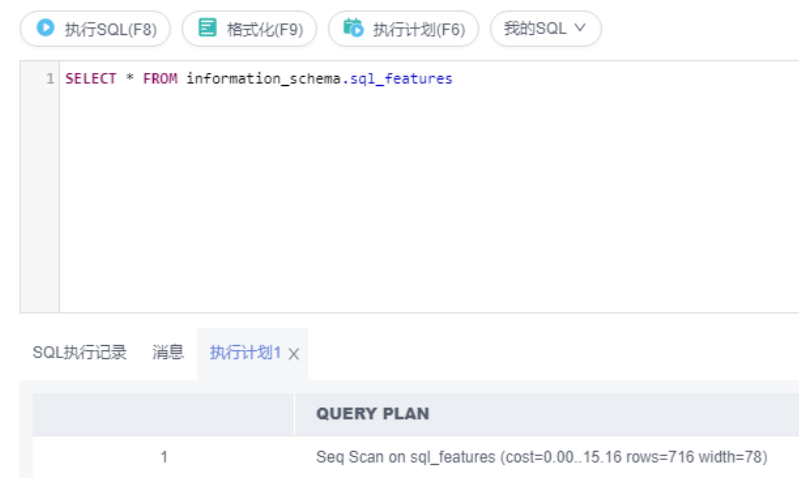 执行SQL(F8) 格式化(F9) 执行计划(F6) 我的SQL
1 SELECT * FROM information_schema.sql_features
SQL执行记录 消息 执行计划1 X
QUERY PLAN
1 Seq Scan on sql_features (cost=0.00..15.16 rows=716 width=78)